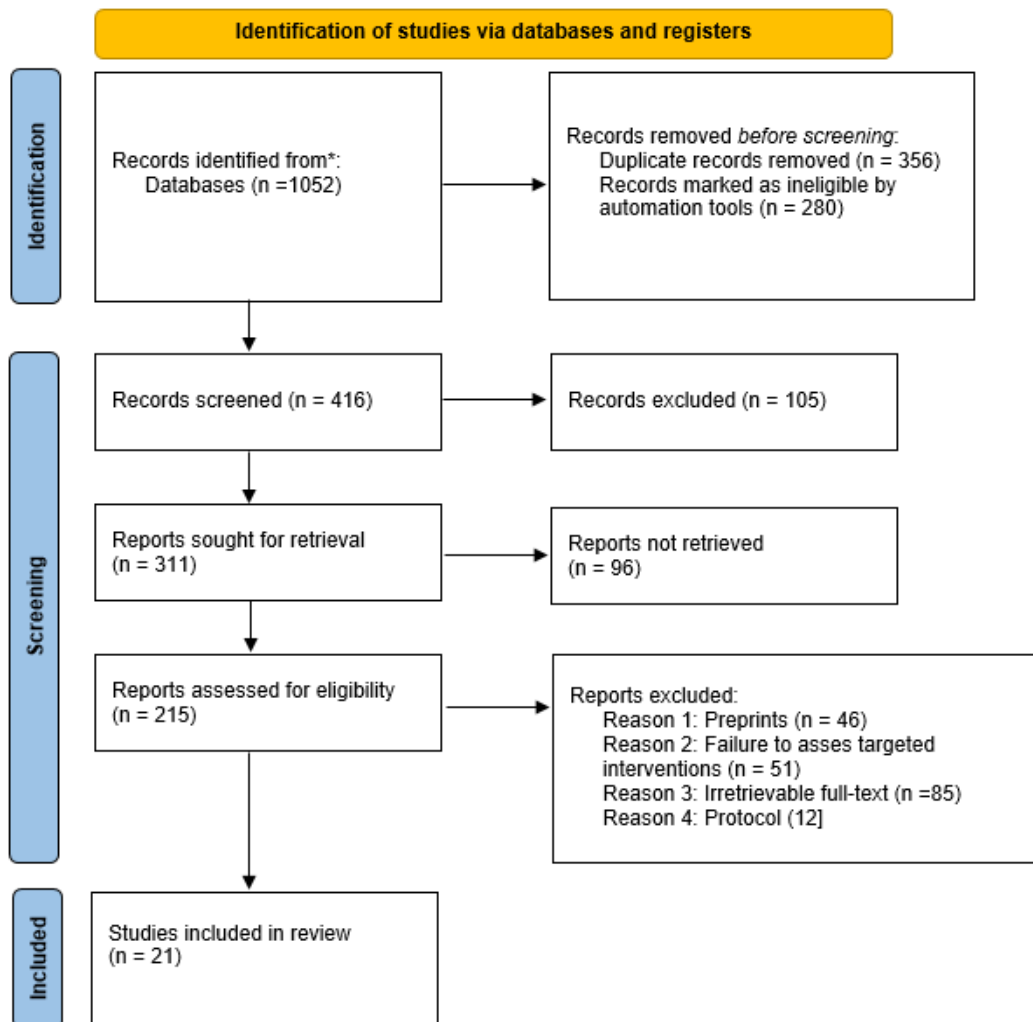 Identification of studies via databases and registers
Identification
Records identified from*:
Databases (n =1052)
Records removed before screening:
Duplicate records removed (n = 356)
Records marked as ineligible by
automation tools (n = 280)
Screening
Records screened (n = 416)
Records excluded (n = 105)
Reports sought for retrieval
(n = 311)
Reports not retrieved
(n = 96)
Reports assessed for eligibility
(n = 215)
Reports excluded:
Reason 1: Preprints (n = 46)
Reason 2: Failure to asses targeted
interventions (n = 51)
Reason 3: Irretrievable full-text (n =85)
Reason 4: Protocol (12]
Included
Studies included in review
(n = 21)